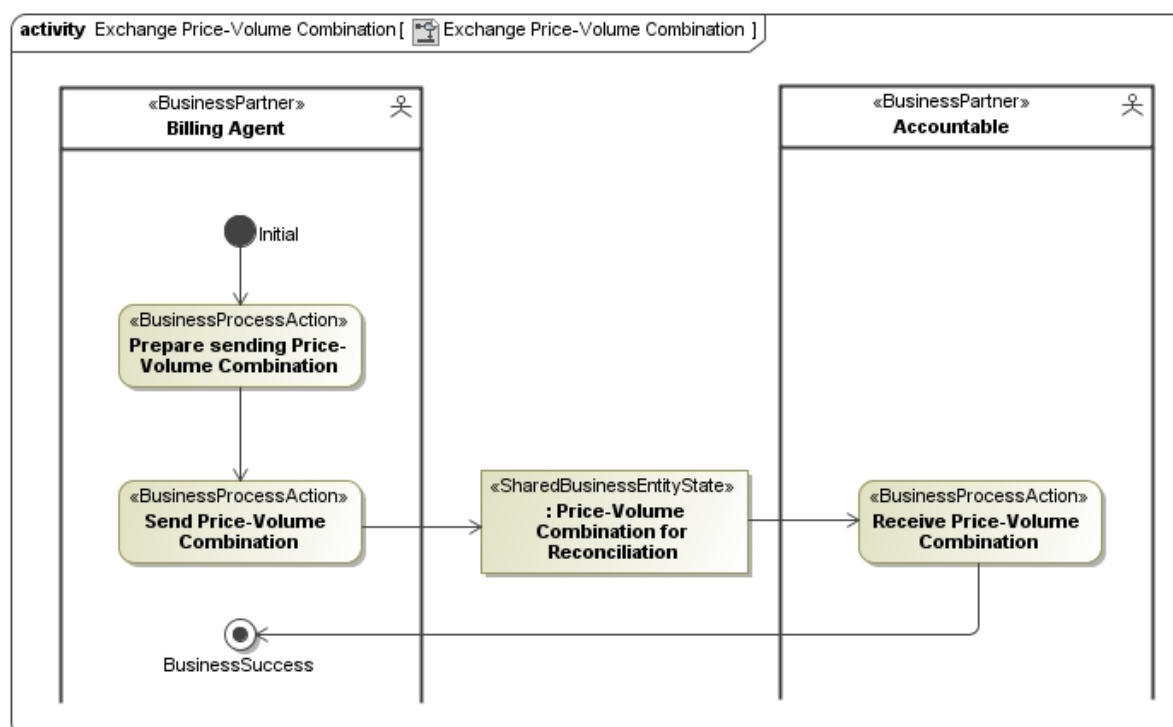 activity Exchange Price-Volume Combination [ Exchange Price-Volume Combination ]
«BusinessPartner»
Billing Agent
«BusinessPartner»
Accountable
Initial
«BusinessProcessAction»
Prepare sending Price-
Volume Combination
«BusinessProcessAction»
Send Price-Volume
Combination
«SharedBusinessEntityState»
: Price-Volume
Combination for
Reconciliation
«BusinessProcessAction»
Receive Price-Volume
Combination
BusinessSuccess